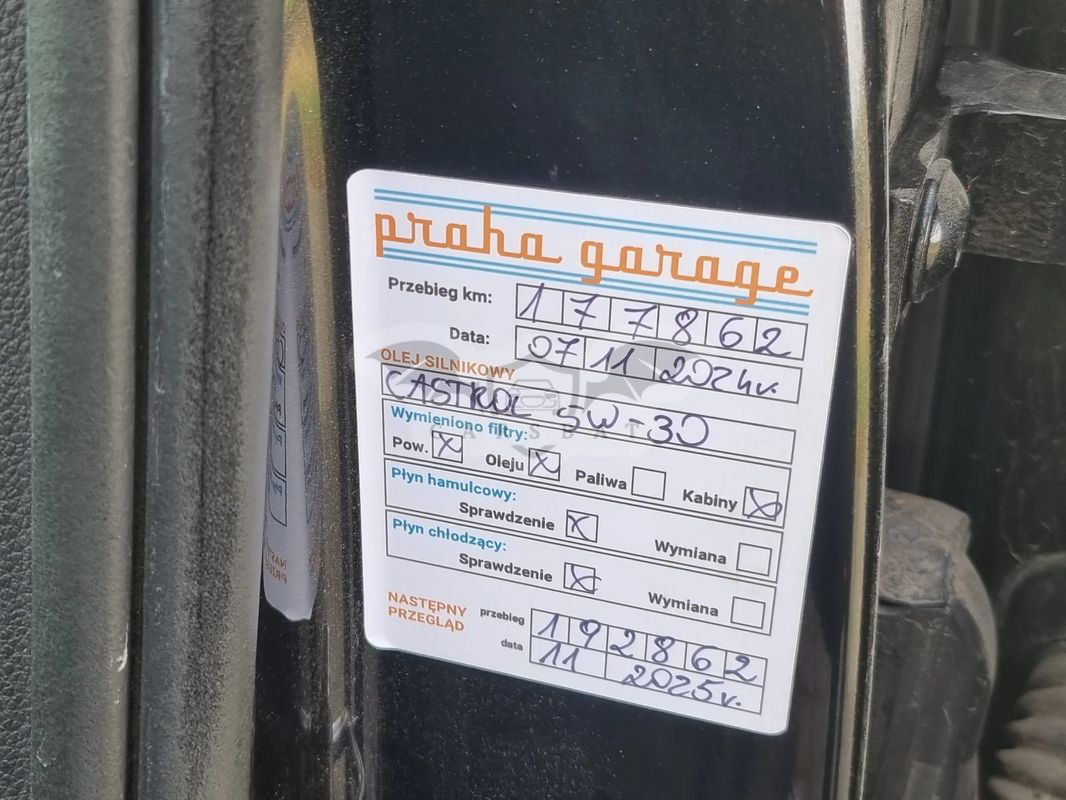 praha garage
Przebieg km: 177862
Data: 07 11 2024r.
OLEJ SILNIKOWY
CASTROL 5W-30
Wymieniono filtry:
Pow. Oleju Paliwa Kabiny
Płyn hamulcowy:
Sprawdzenie Wymiana
Płyn chłodzący:
Sprawdzenie Wymiana
NASTĘPNY PRZEGLĄD
przebieg 192862
data 11 2025r.
CARSBAT